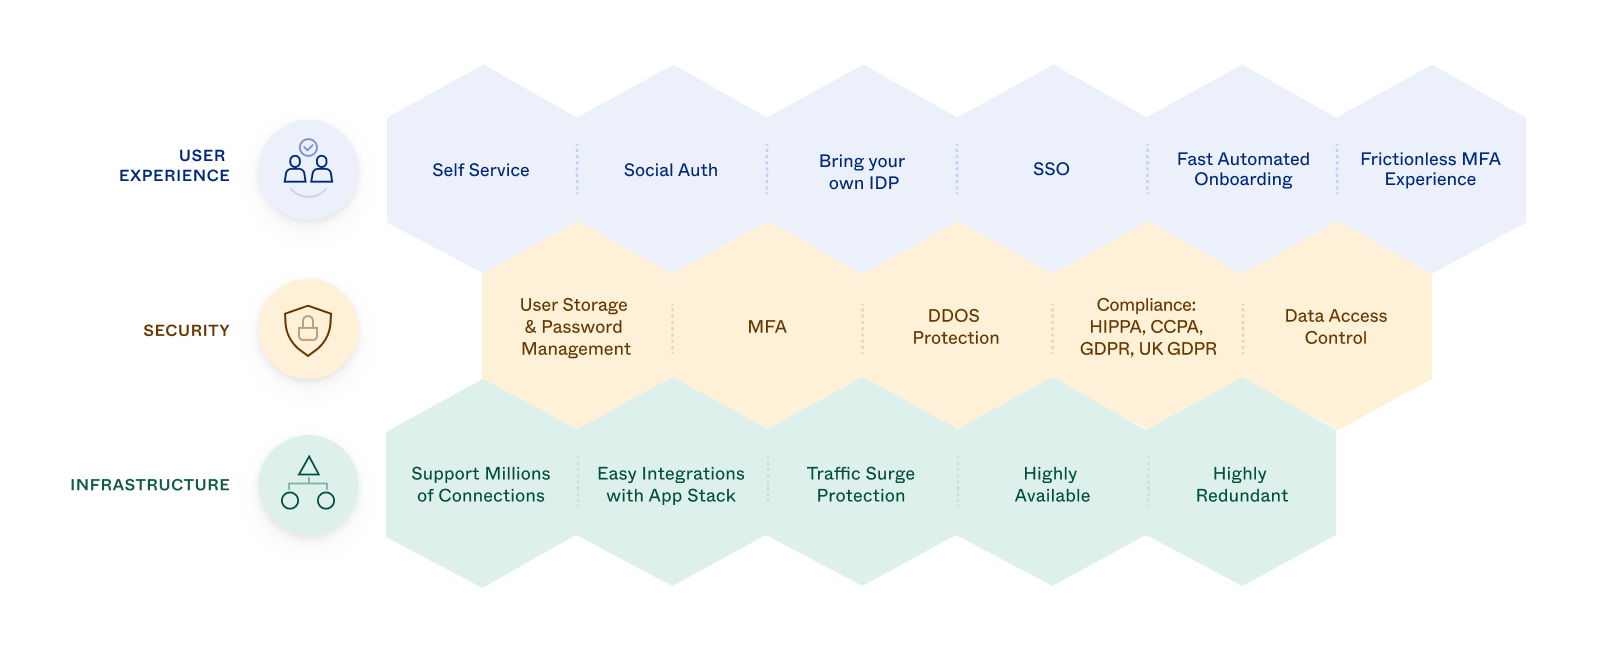 USER
EXPERIENCE
Self Service
Social Auth
Bring your
own IDP
SSO
Fast Automated
Onboarding
Frictionless MFA
Experience
SECURITY
User Storage
& Password
Management
MFA
DDOS
Protection
Compliance:
HIPPA, CCPA,
GDPR, UK GDPR
Data Access
Control
INFRASTRUCTURE
Support Millions
of Connections
Easy Integrations
with App Stack
Traffic Surge
Protection
Highly
Available
Highly
Redundant